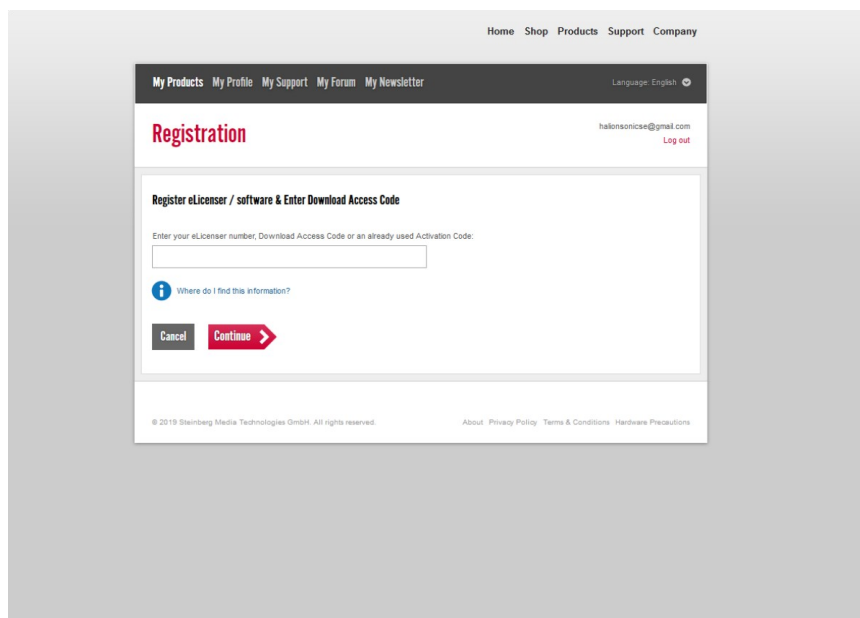 Home Shop Products Support Company
My Products My Profile My Support My Forum My Newsletter Language: English
Registration
halionsonicse@gmail.com
Log out
Register eLicenser / software & Enter Download Access Code
Enter your eLicenser number, Download Access Code or an already used Activation Code:
Where do I find this information?
Cancel Continue
© 2019 Steinberg Media Technologies GmbH. All rights reserved. About Privacy Policy Terms & Conditions Hardware Precautions